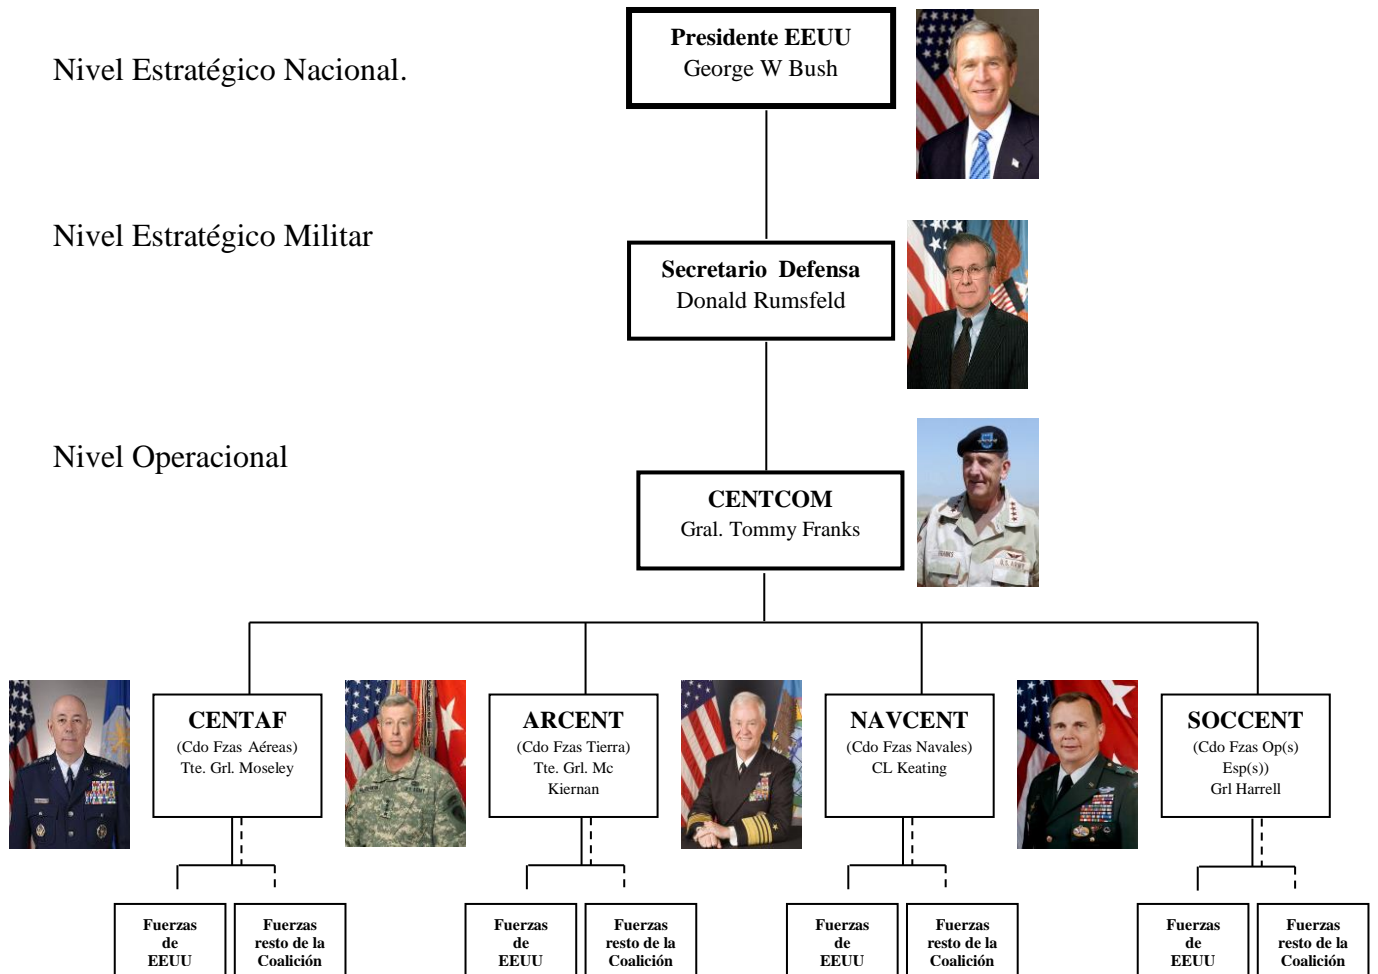 Nivel Estratégico Nacional.
Presidente EEUU
George W Bush
Nivel Estratégico Militar
Secretario Defensa
Donald Rumsfeld
Nivel Operacional
CENTCOM
Gral. Tommy Franks
FRANKS
U.S. ARMY
CENTAF
(Cdo Fzas Aéreas)
Tte. Grl. Moseley
ARCENT
(Cdo Fzas Tierra)
Tte. Grl. Mc
Kiernan
NAVCENT
(Cdo Fzas Navales)
CL Keating
SOCCENT
(Cdo Fzas Op(s)
Esp(s))
Grl Harrell
Fuerzas
de
EEUU
Fuerzas
resto de la
Coalición
Fuerzas
de
EEUU
Fuerzas
resto de la
Coalición
Fuerzas
de
EEUU
Fuerzas
resto de la
Coalición
Fuerzas
de
EEUU
Fuerzas
resto de la
Coalición